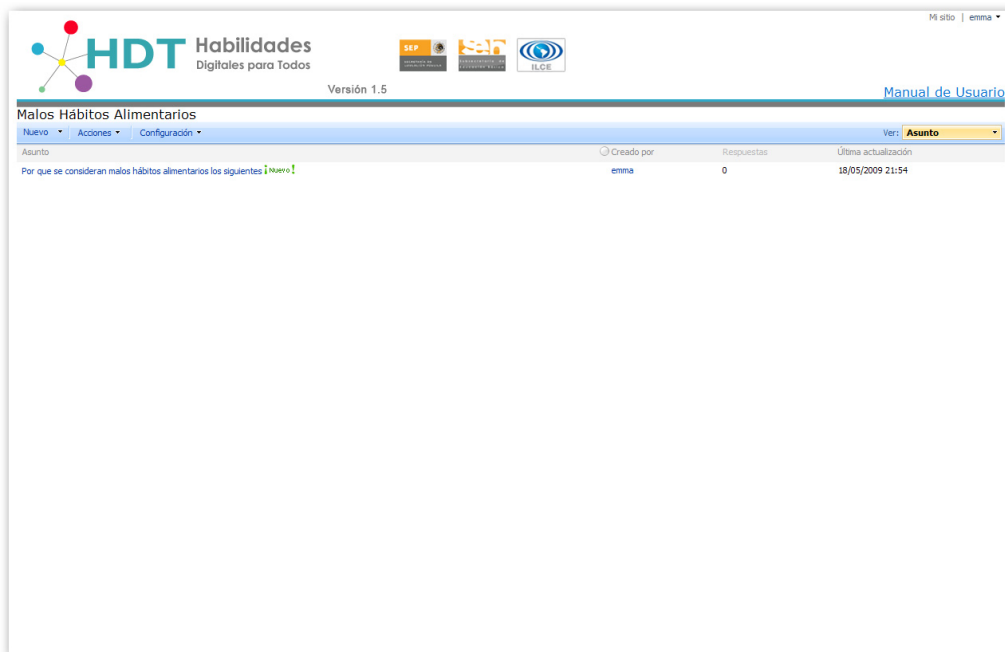 Mi sitio | emma
HDT Habilidades
Digitales para Todos
SEP
seb
ILCE
Versión 1.5
Manual de Usuario
Malos Hábitos Alimentarios
Nuevo Acciones Configuración Ver: Asunto
Asunto Creado por Respuestas Última actualización
Por que se consideran malos hábitos alimentarios los siguientes ¡Nuevo! emma 0 18/05/2009 21:54